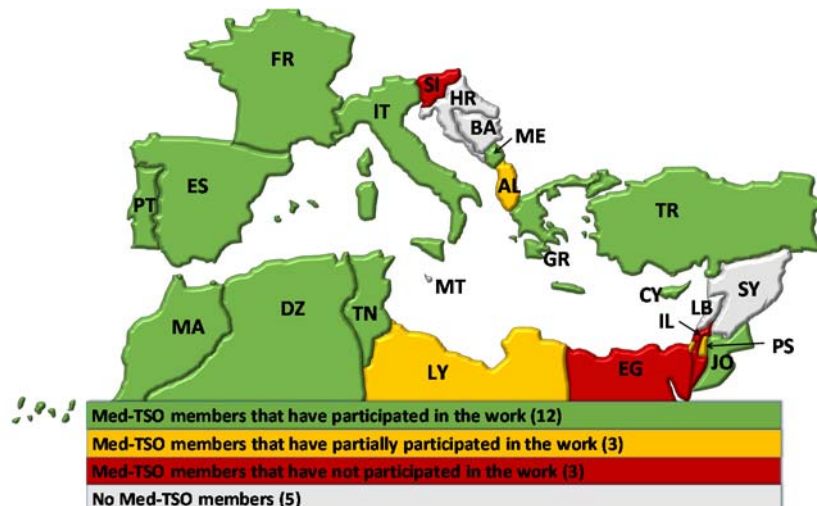 FR
SI
HR
IT
BA
ME
AL
PT
ES
TR
GR
MT
CY
SY
LB
IL
PS
JO
MA
DZ
TN
LY
EG
Med-TSO members that have participated in the work (12)
Med-TSO members that have partially participated in the work (3)
Med-TSO members that have not participated in the work (3)
No Med-TSO members (5)